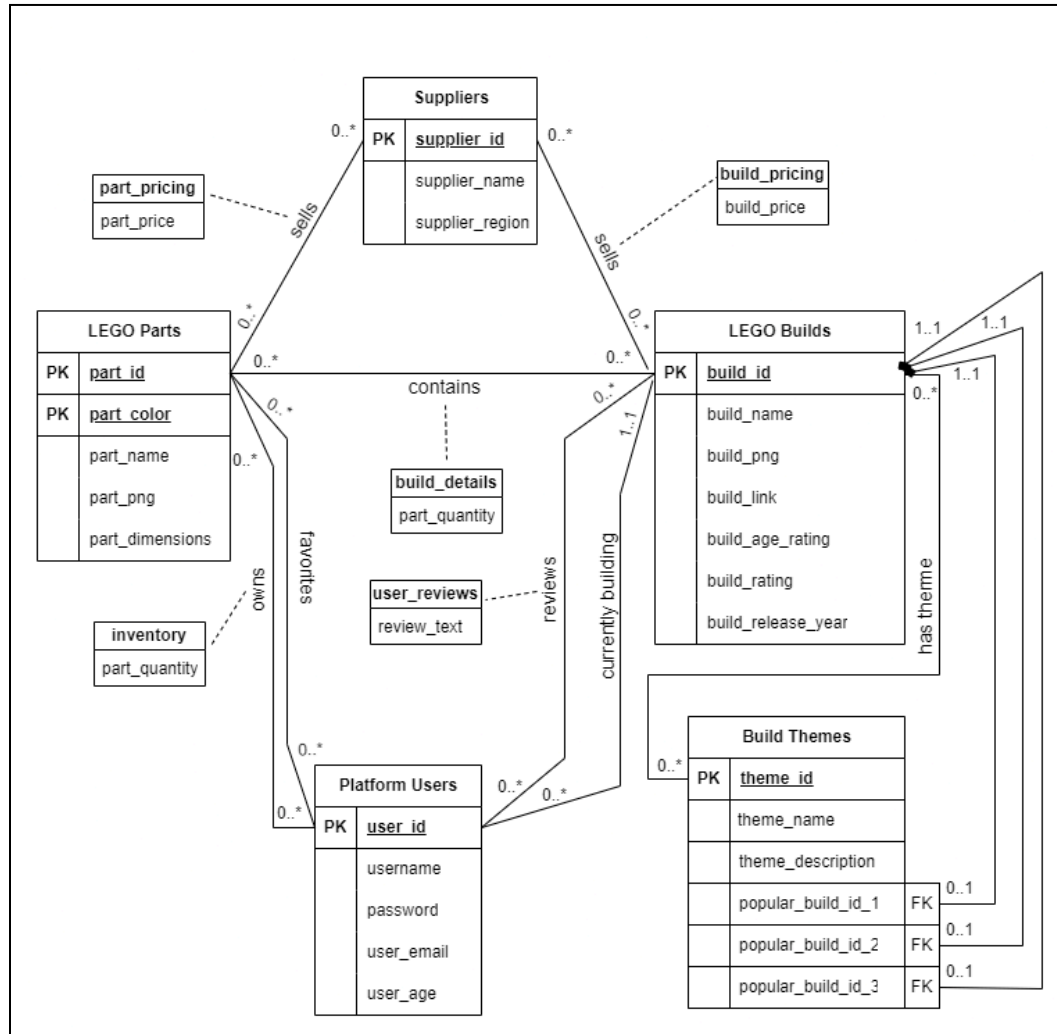 Suppliers
PK supplier_id
supplier_name
supplier_region
0..*
0..*
part_pricing
part_price
build_pricing
build_price
sells
sells
0..*
0..*
LEGO Parts
PK part_id
PK part_color
part_name
part_png
part_dimensions
0..*
0..*
contains
0..*
0..*
build_details
part_quantity
LEGO Builds
PK build_id
build_name
build_png
build_link
build_age_rating
build_rating
build_release_year
1..1
1..1
1..1
0..*
0..*
1..1
owns
favorites
reviews
currently building
has theme
user_reviews
review_text
inventory
part_quantity
0..*
0..*
0..*
0..*
Platform Users
PK user_id
username
password
user_email
user_age
0..*
Build Themes
PK theme_id
theme_name
theme_description
popular_build_id_1 FK
popular_build_id_2 FK
popular_build_id_3 FK
0..1
0..1
0..1